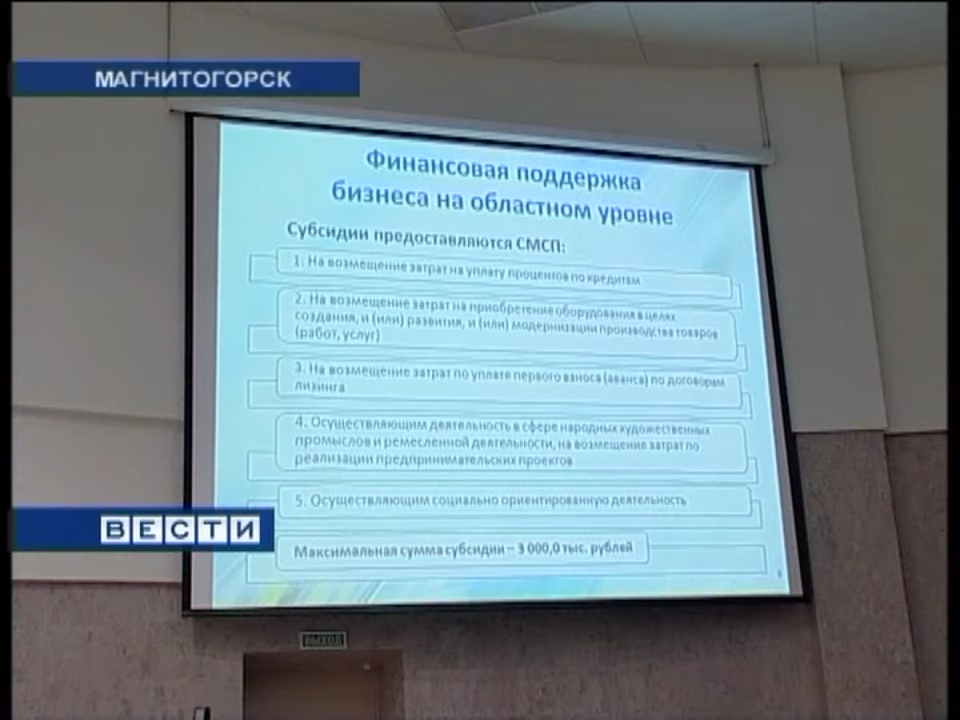 МАГНИТОГОРСК
Финансовая поддержка
бизнеса на областном уровне
Субсидии предоставляются СМСП:
1. На возмещение затрат на уплату процентов по кредитам
2. На возмещение затрат на приобретение оборудования в целях
создания, и (или) развития, и (или) модернизации производства товаров
(работ, услуг)
3. На возмещение затрат по уплате первого взноса (аванса) по договорам
лизинга
4. Осуществляющим деятельность в сфере народных художественных
промыслов и ремесленной деятельности, на возмещение затрат по
реализации предпринимательских проектов
5. Осуществляющим социально ориентированную деятельность
ВЕСТИ
Максимальная сумма субсидии – 3 000,0 тыс. рублей
ВЫХОД